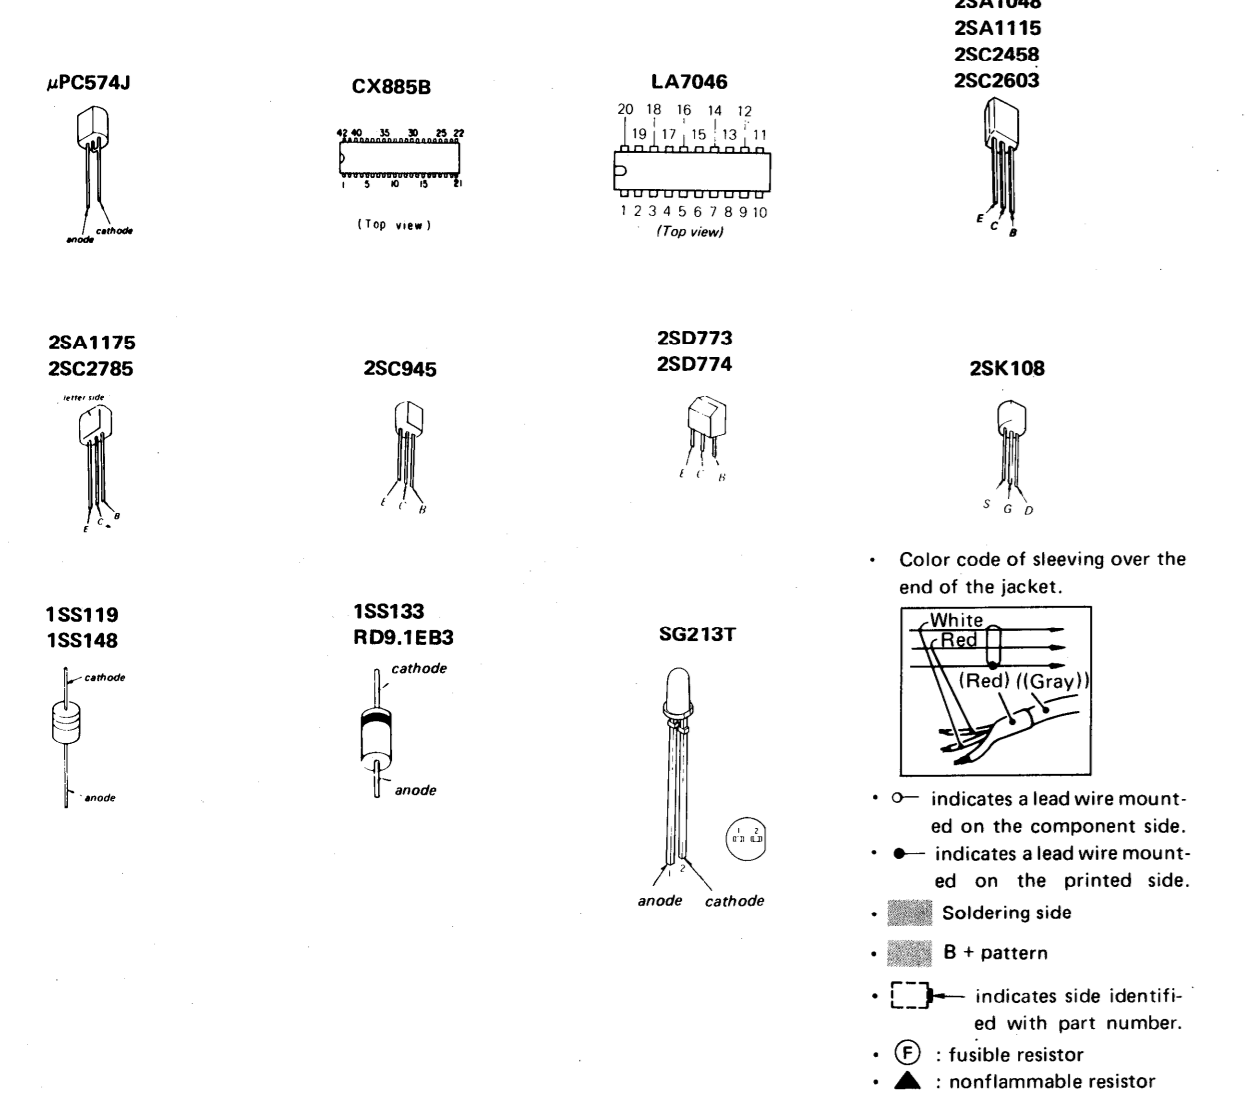 2SA1048
2SA1115
2SC2458
2SC2603
E
C
B
μPC574J
anode
cathode
CX885B
42 40 35 30 25 22
1 5 10 15 21
(Top view)
LA7046
20 18 16 14 12
19 17 15 13 11
1 2 3 4 5 6 7 8 9 10
(Top view)
2SA1175
2SC2785
letter side
E
C
B
2SC945
E C B
2SD773
2SD774
E C B
2SK108
S G D
1SS119
1SS148
cathode
anode
1SS133
RD9.1EB3
cathode
anode
SG213T
1 2
1 2
anode cathode
• Color code of sleeving over the
end of the jacket.
White
Red
(Red) ((Gray))
• indicates a lead wire mount-
ed on the component side.
• indicates a lead wire mount-
ed on the printed side.
• Soldering side
• B + pattern
• indicates side identifi-
ed with part number.
• F : fusible resistor
• ▲ : nonflammable resistor